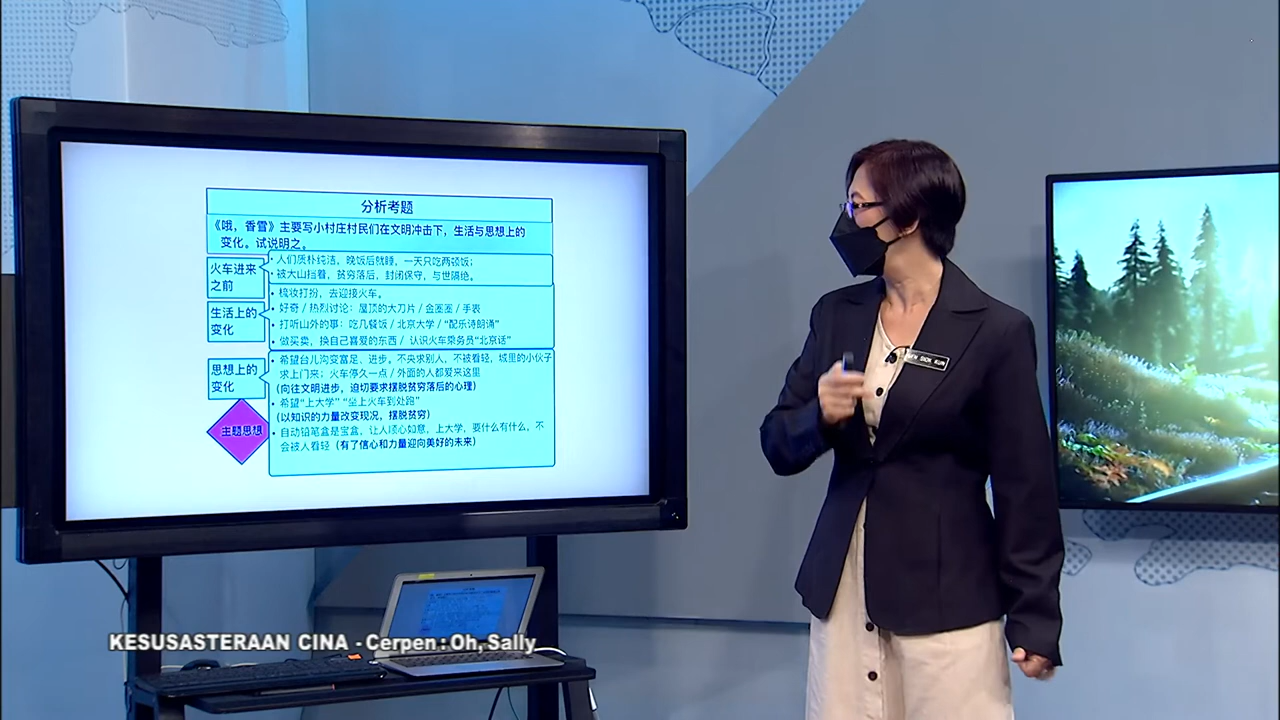 分析考题
《哦，香雪》主要写小村庄村民们在文明冲击下，生活与思想上的
变化。试说明之。
火车进来
之前
· 人们质朴纯洁，晚饭后就睡，一天只吃两顿饭；
· 被大山挡着，贫穷落后，封闭保守，与世隔绝。
生活上的
变化
· 梳妆打扮，去迎接火车。
· 好奇 / 热烈讨论：屋顶的大刀片 / 金圈圈 / 手表
· 打听山外的事：吃几餐饭 / 北京大学 / “配乐诗朗诵”
· 做买卖，换自己喜爱的东西 / 认识火车乘务员“北京话”
思想上的
变化
· 希望台儿沟变富足、进步。不央求别人，不被看轻，城里的小伙子
求上门来；火车停久一点 / 外面的人都爱来这里
(向往文明进步，迫切要求摆脱贫穷落后的心理)
· 希望“上大学” “坐上火车到处跑”
(以知识的力量改变现况，摆脱贫穷)
· 自动铅笔盒是宝盒，让人顺心如意，上大学，要什么有什么，不
会被人看轻 (有了信心和力量迎向美好的未来)
主题思想
KESUSASTERAAN CINA - Cerpen : Oh, Sally